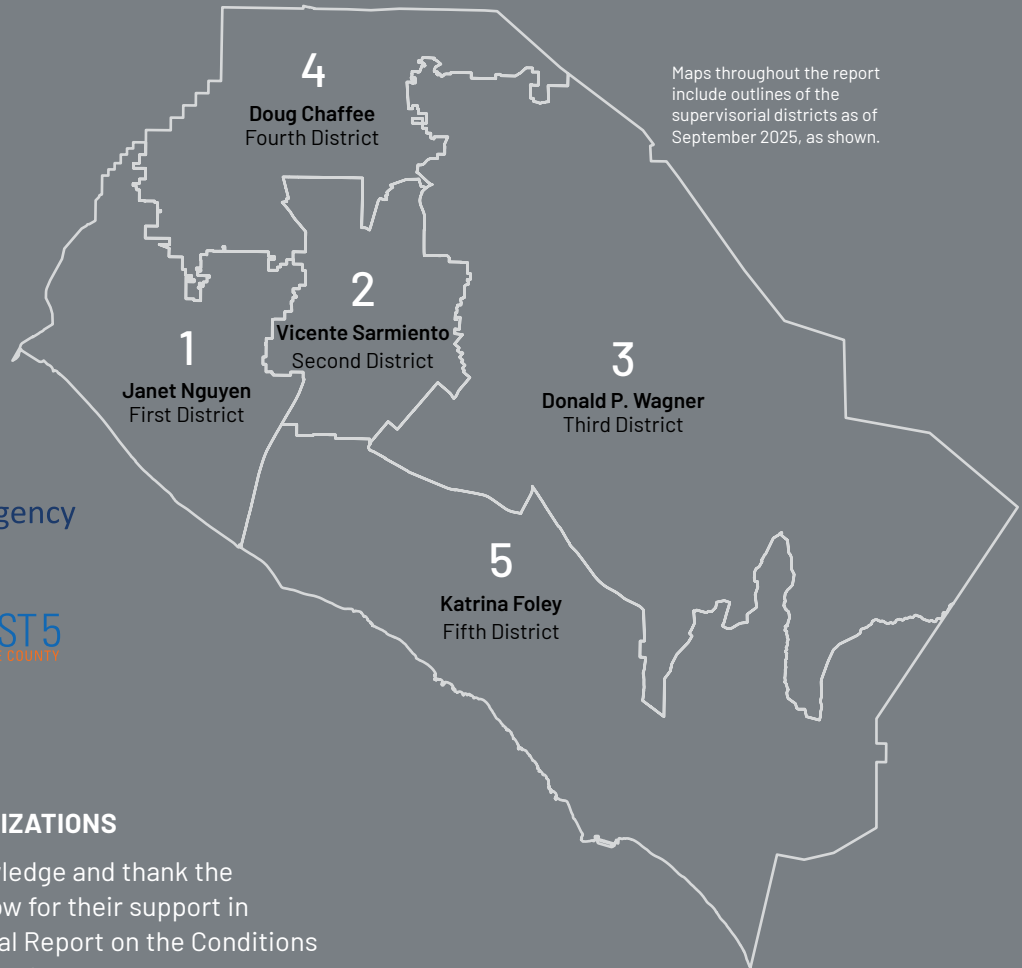 4
Doug Chaffee
Fourth District
Maps throughout the report
include outlines of the
supervisorial districts as of
September 2025, as shown.
2
Vicente Sarmiento
Second District
1
Janet Nguyen
First District
3
Donald P. Wagner
Third District
gency
5
Katrina Foley
Fifth District
ST 5
E COUNTY
IZATIONS
ledge and thank the
ow for their support in
al Report on the Conditions